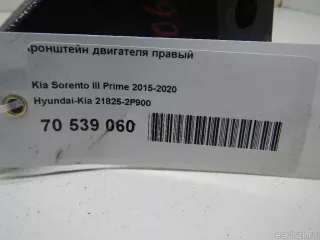 ронштейн двигателя правый
Kia Sorento III Prime 2015-2020
Hyundai-Kia 21825-2P900
70 539 060